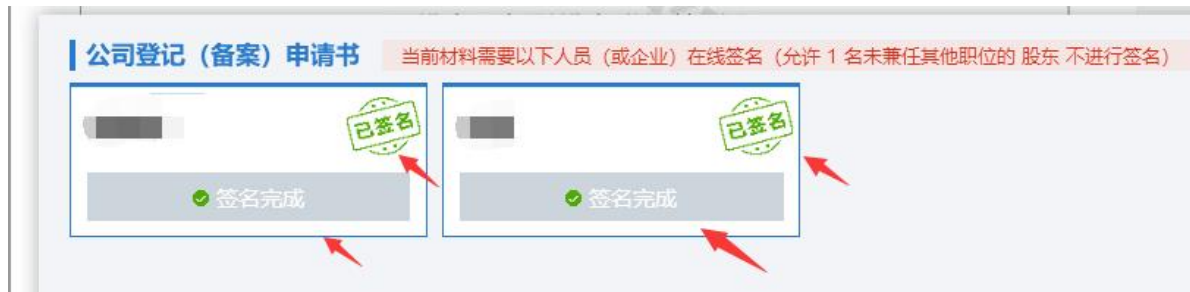 公司登记（备案）申请书 当前材料需要以下人员（或企业）在线签名（允许 1 名未兼任其他职位的 股东 不进行签名）
已签名 已签名
签名完成 签名完成